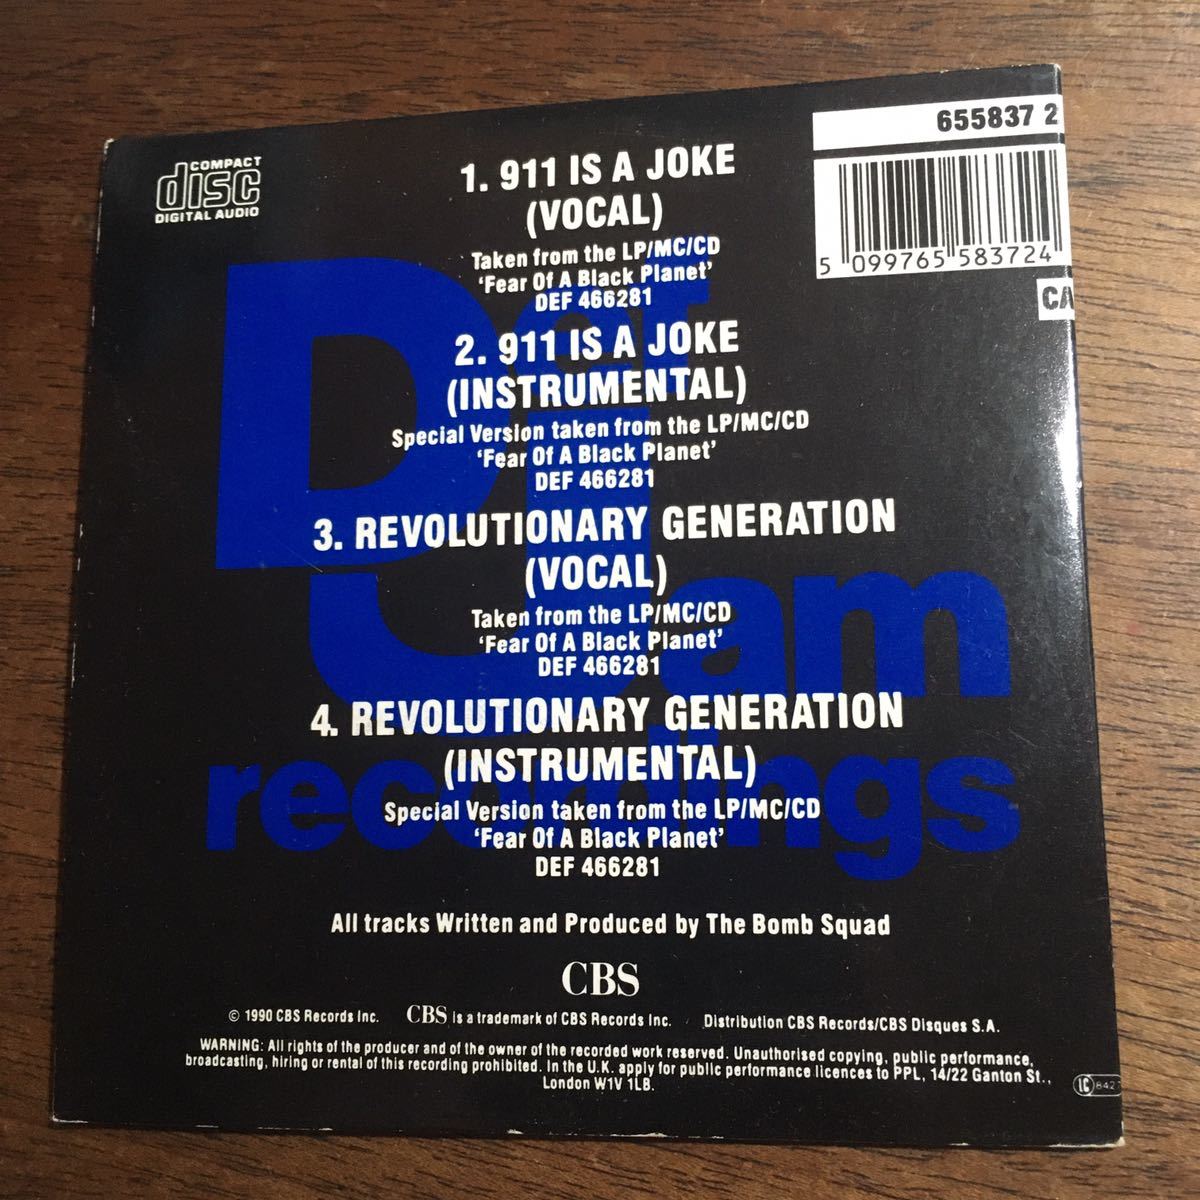 COMPACT
disc
DIGITAL AUDIO
655837 2
5 099765 583724
CA
1. 911 IS A JOKE
(VOCAL)
Taken from the LP/MC/CD
‘Fear Of A Black Planet’
DEF 466281
2. 911 IS A JOKE
(INSTRUMENTAL)
Special Version taken from the LP/MC/CD
‘Fear Of A Black Planet’
DEF 466281
3. REVOLUTIONARY GENERATION
(VOCAL)
Taken from the LP/MC/CD
‘Fear Of A Black Planet’
DEF 466281
4. REVOLUTIONARY GENERATION
(INSTRUMENTAL)
Special Version taken from the LP/MC/CD
‘Fear Of A Black Planet’
DEF 466281
Def
Jam
recordings
All tracks Written and Produced by The Bomb Squad
CBS
© 1990 CBS Records Inc. CBS is a trademark of CBS Records Inc. Distribution CBS Records/CBS Disques S.A.
WARNING: All rights of the producer and of the owner of the recorded work reserved. Unauthorised copying, public performance,
broadcasting, hiring or rental of this recording prohibited. In the U.K. apply for public performance licences to PPL, 14/22 Ganton St.,
London W1V 1LB.
LC 842